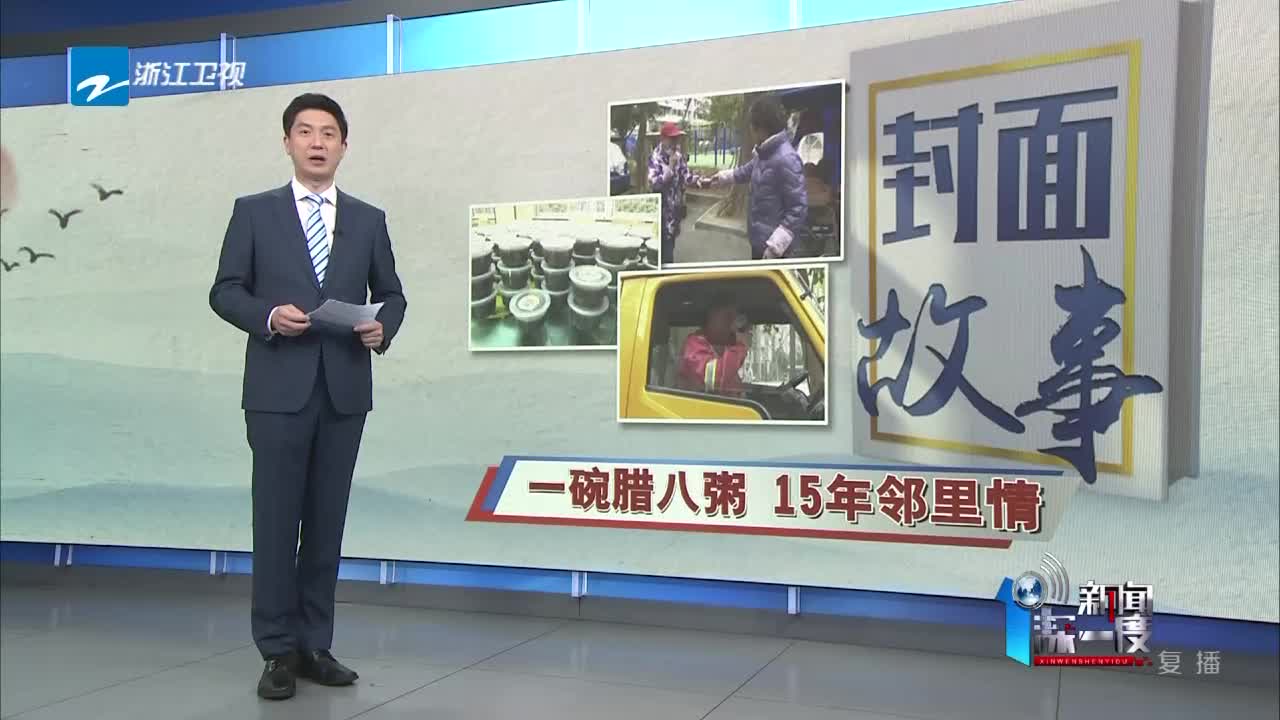 浙江卫视
封面
故事
一碗腊八粥 15年邻里情
新闻
深一度
XINWENSHENYIDU
复播